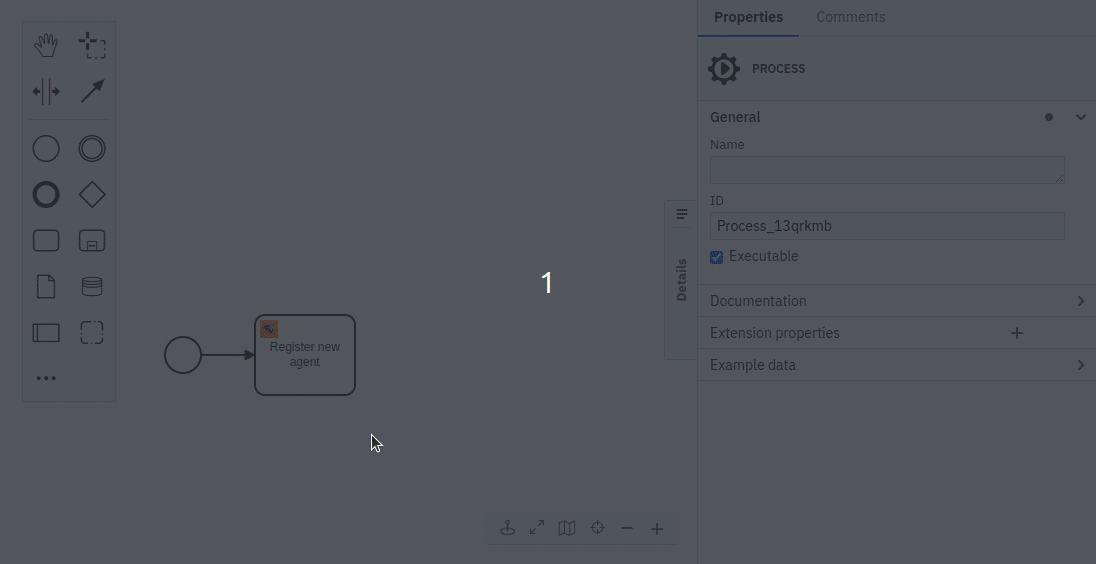 Properties
Comments
PROCESS
General
Name
ID
Process_13qrkmb
Executable
Documentation
Extension properties
Example data
Details
1
Register new
agent